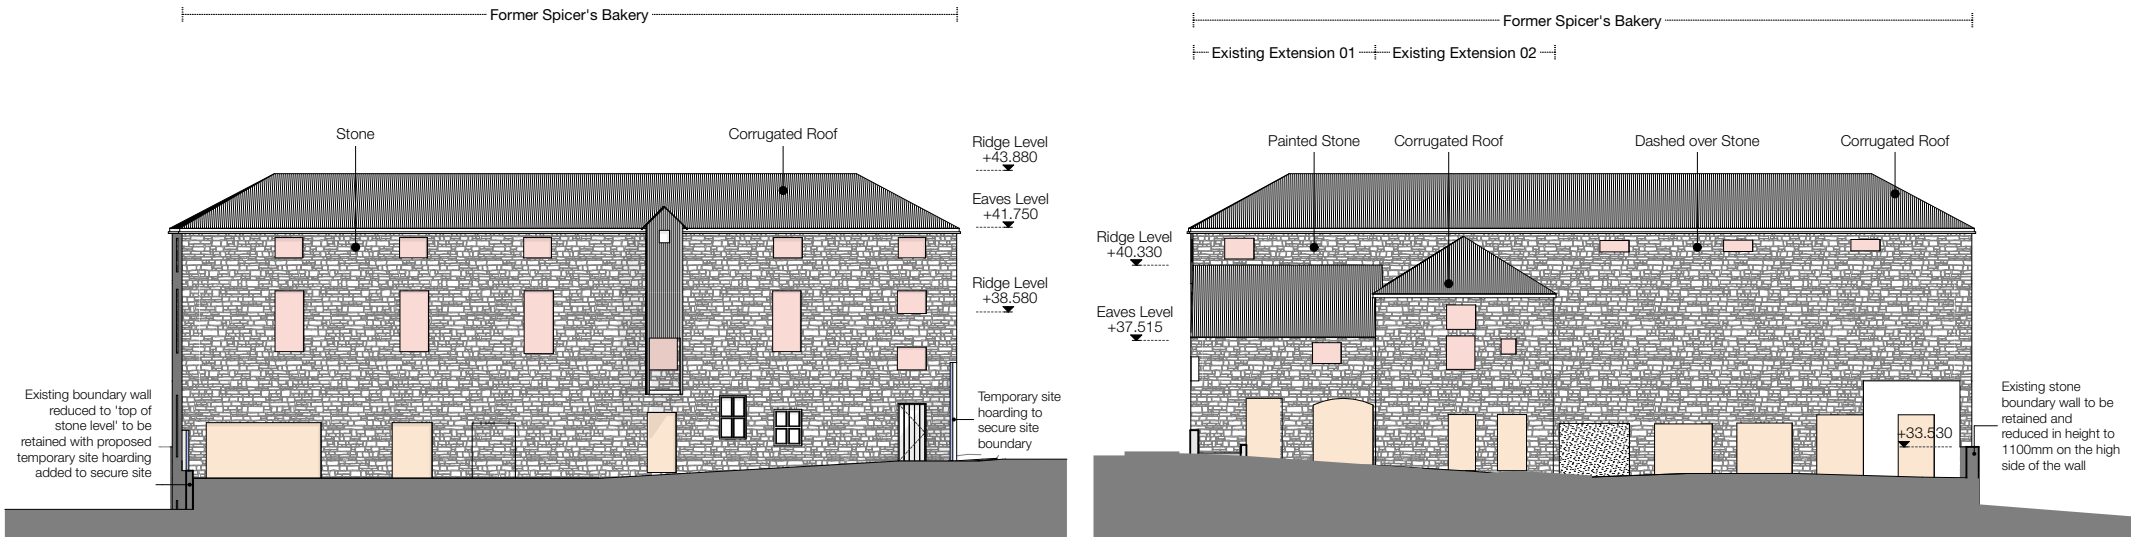 Former Spicer's Bakery
Stone
Corrugated Roof
Ridge Level
+43.880
Eaves Level
+41.750
Ridge Level
+38.580
Existing boundary wall
reduced to 'top of
stone level' to be
retained with proposed
temporary site hoarding
added to secure site
Temporary site
hoarding to
secure site
boundary
Former Spicer's Bakery
Existing Extension 01
Existing Extension 02
Painted Stone
Corrugated Roof
Dashed over Stone
Corrugated Roof
Ridge Level
+40.330
Eaves Level
+37.515
+33.530
Existing stone
boundary wall to be
retained and
reduced in height to
1100mm on the high
side of the wall